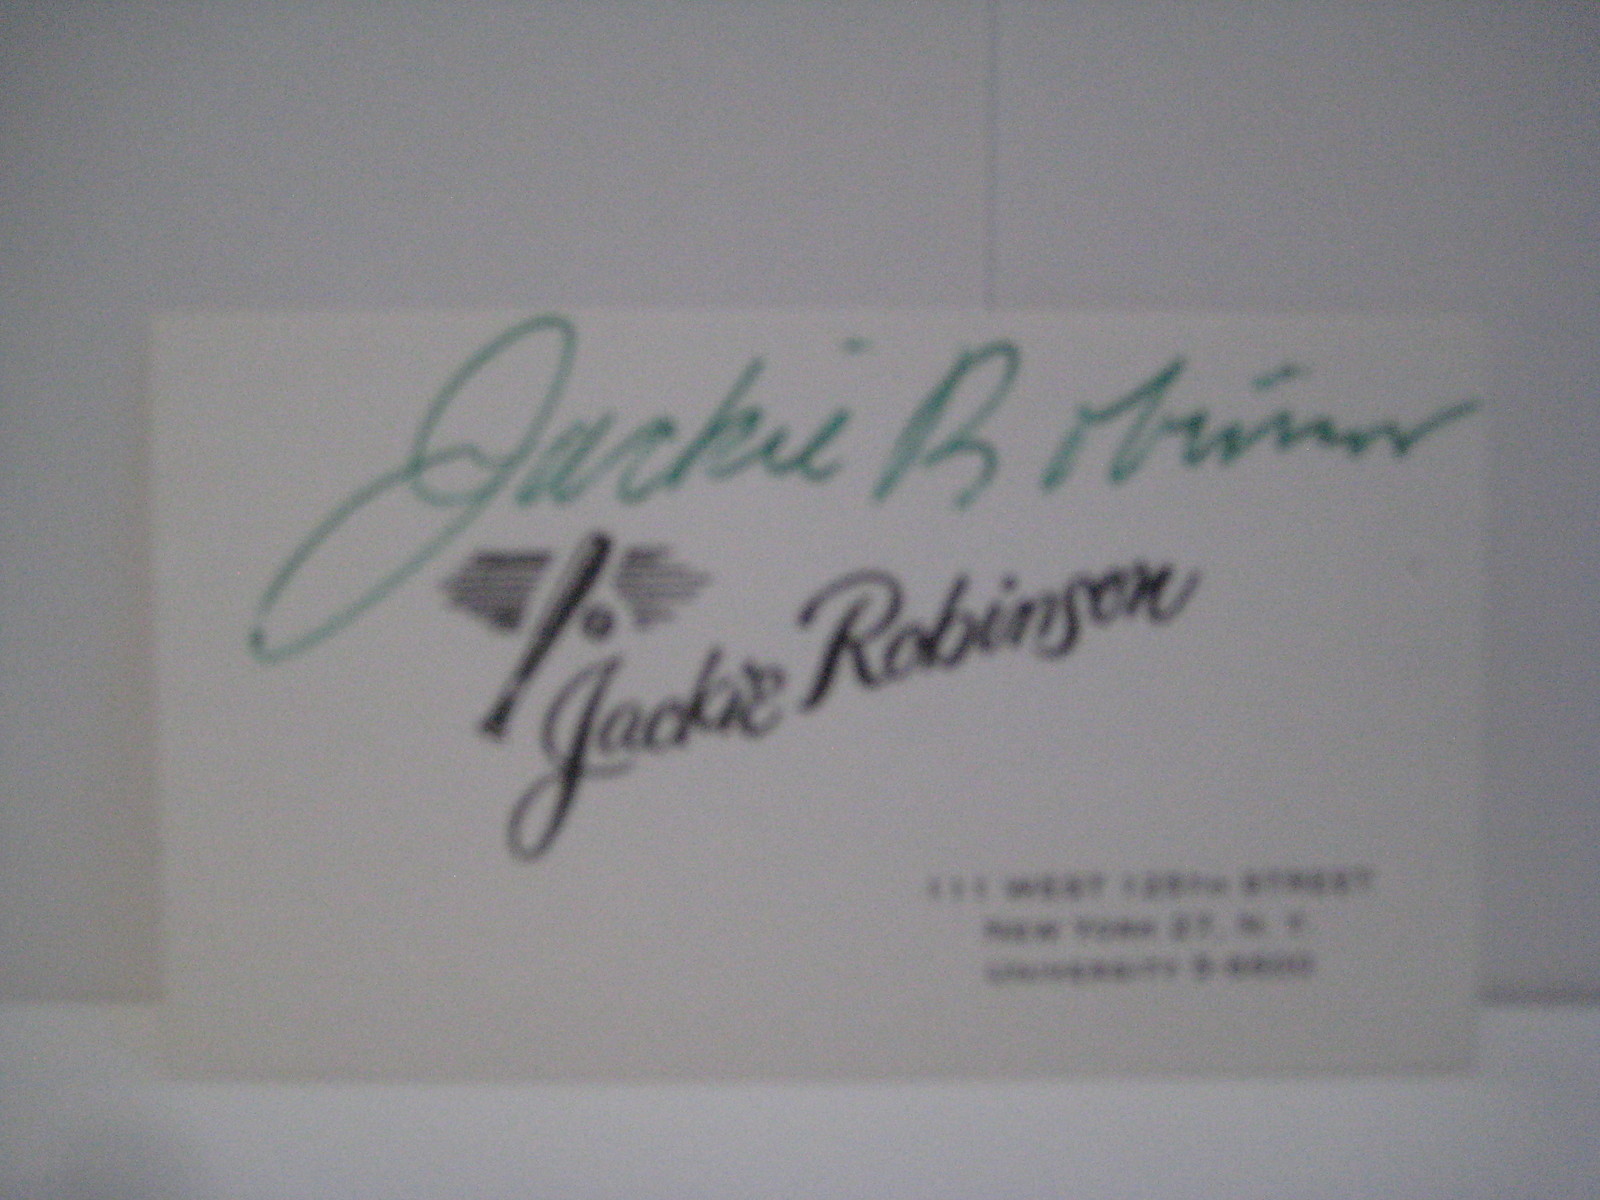 Jackie Robinson
Jackie Robinson
111 WEST 125TH STREET
NEW YORK 27, N. Y.
UNIVERSITY